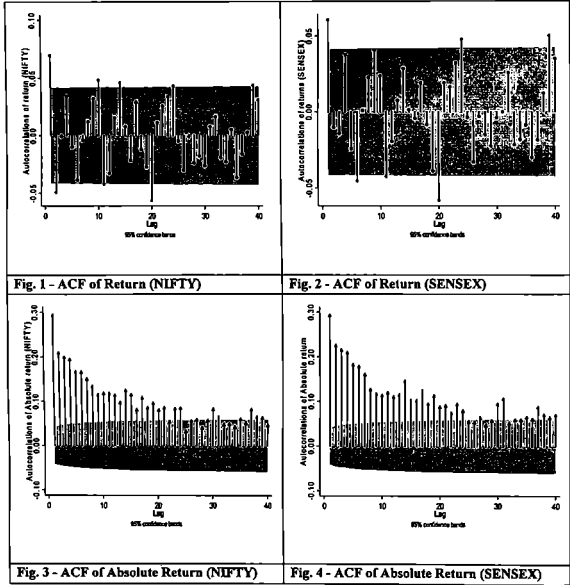 Autocorrelations of return (NIFTY)
0.10
0.05
0.00
-0.05
0 10 20 30 40
Lag
95% confidence bands
Fig. 1 - ACF of Return (NIFTY)
Autocorrelations of returns (SENSEX)
0.05
0.00
-0.05
0 10 20 30 40
Lag
95% confidence bands
Fig. 2 - ACF of Return (SENSEX)
Autocorrelations of Absolute return (NIFTY)
0.30
0.20
0.10
0.00
-0.10
0 10 20 30 40
Lag
95% confidence bands
Fig. 3 - ACF of Absolute Return (NIFTY)
Autocorrelations of Absolute return
0.30
0.20
0.10
0.00
-0.10
0 10 20 30 40
Lag
95% confidence bands
Fig. 4 - ACF of Absolute Return (SENSEX)